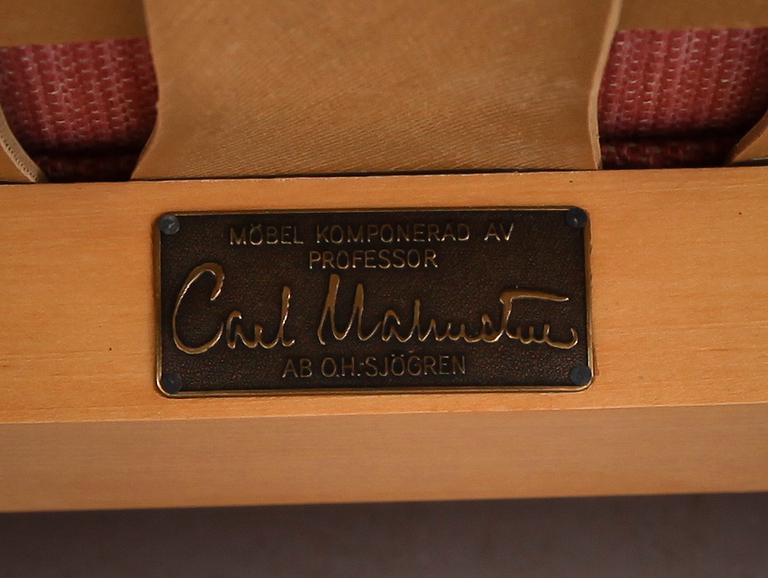 MÖBEL KOMPONERAD AV
PROFESSOR
Carl Malmsten
AB O.H. SJÖGREN